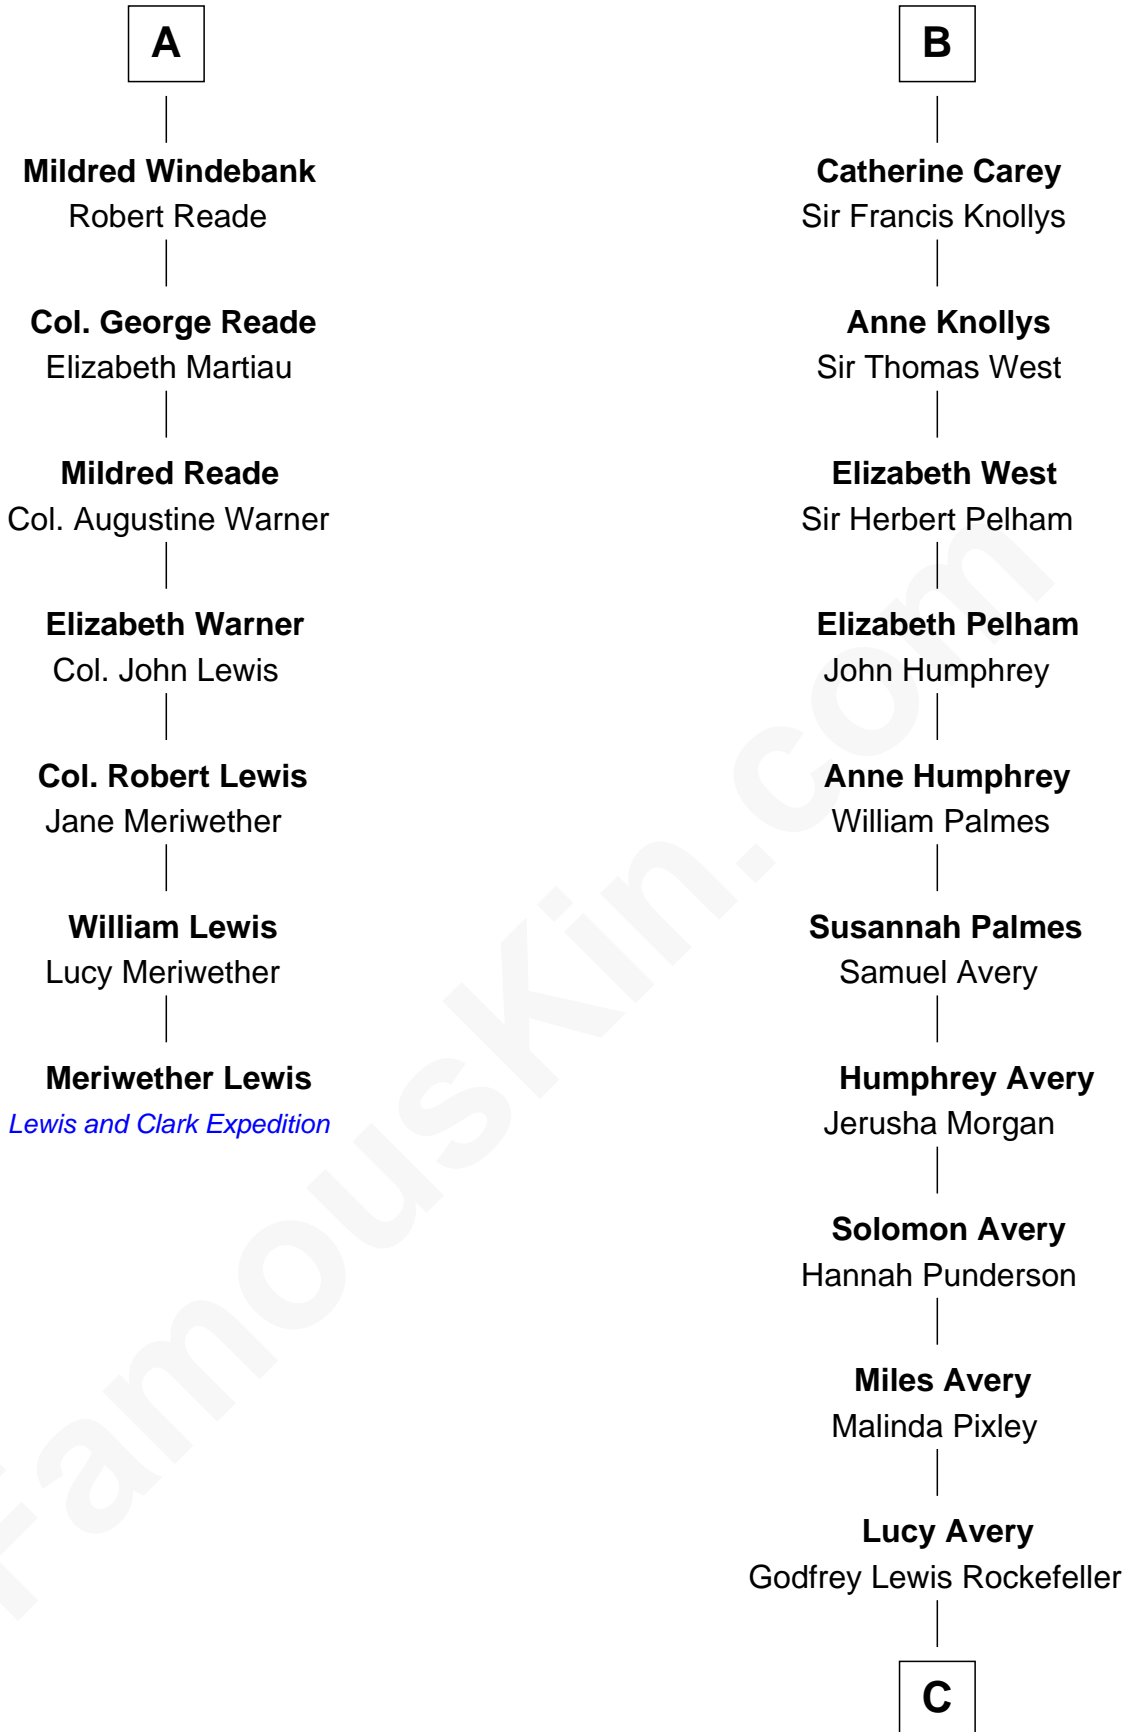 A
Mildred Windebank
Robert Reade
Col. George Reade
Elizabeth Martiau
Mildred Reade
Col. Augustine Warner
Elizabeth Warner
Col. John Lewis
Col. Robert Lewis
Jane Meriwether
William Lewis
Lucy Meriwether
Meriwether Lewis
Lewis and Clark Expedition
B
Catherine Carey
Sir Francis Knollys
Anne Knollys
Sir Thomas West
Elizabeth West
Sir Herbert Pelham
Elizabeth Pelham
John Humphrey
Anne Humphrey
William Palmes
Susannah Palmes
Samuel Avery
Humphrey Avery
Jerusha Morgan
Solomon Avery
Hannah Punderson
Miles Avery
Malinda Pixley
Lucy Avery
Godfrey Lewis Rockefeller
C
FamousKin.com